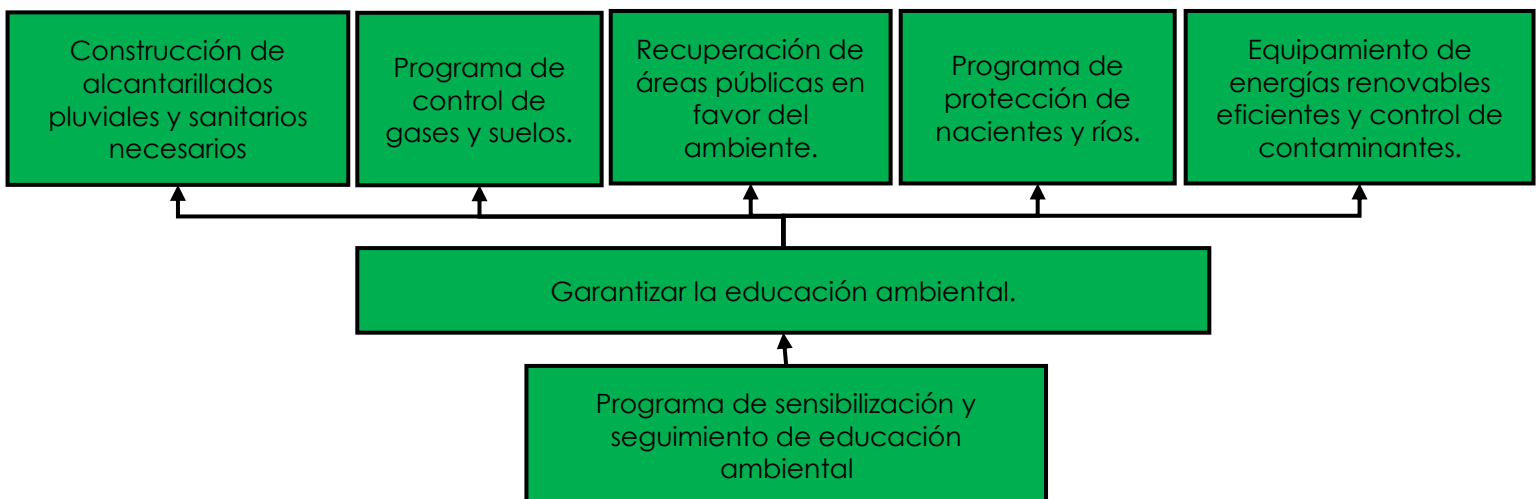 Construcción de
alcantarillados
pluviales y sanitarios
necesarios
Programa de
control de
gases y suelos.
Recuperación de
áreas públicas en
favor del
ambiente.
Programa de
protección de
nacientes y ríos.
Equipamiento de
energías renovables
eficientes y control de
contaminantes.
Garantizar la educación ambiental.
Programa de sensibilización y
seguimiento de educación
ambiental